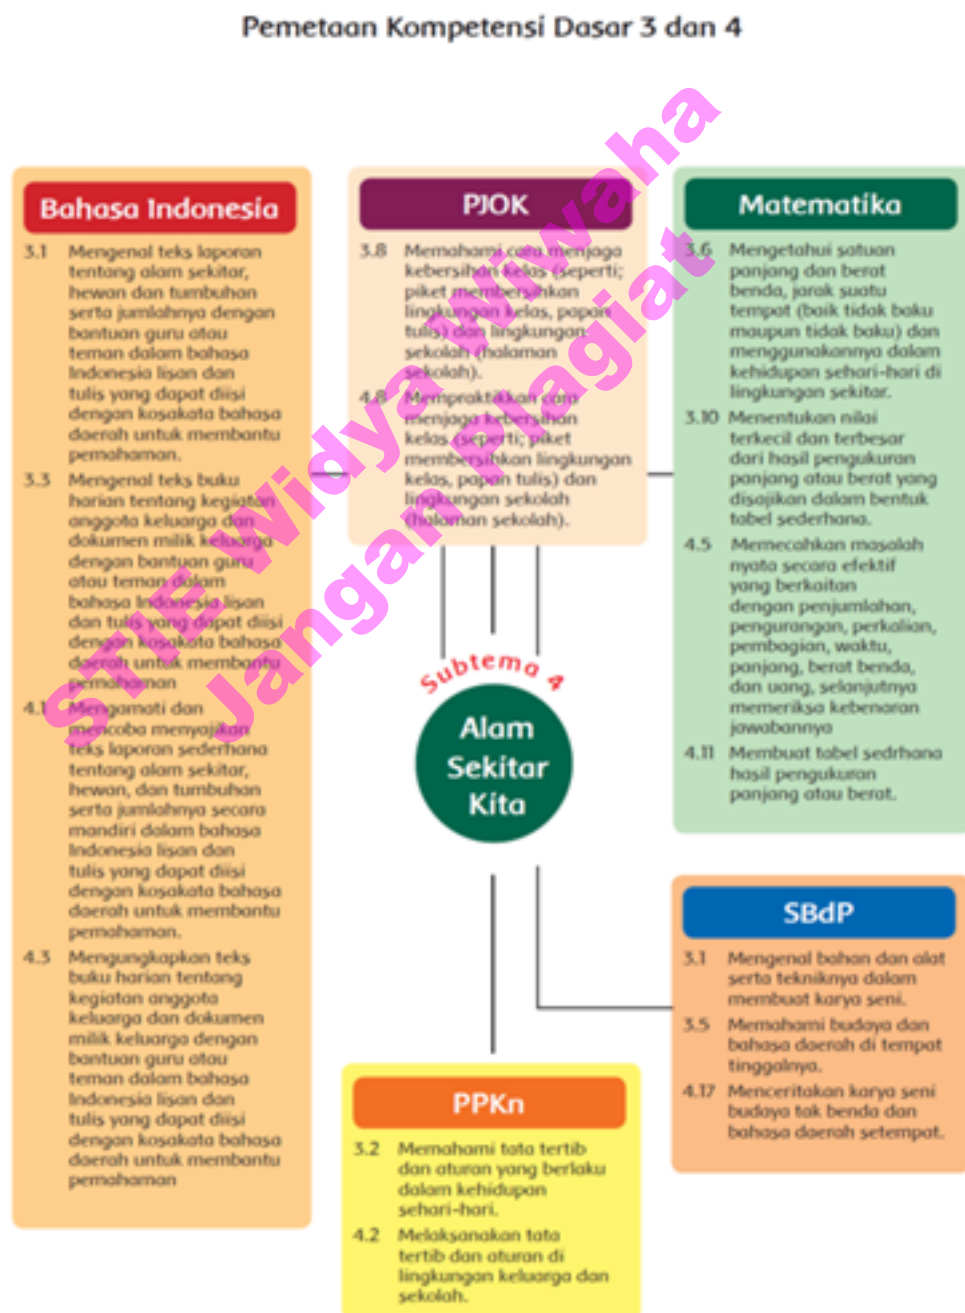 Pemetaan Kompetensi Dasar 3 dan 4
Bahasa Indonesia
3.1 Mengenal teks laporan
tentang alam sekitar,
hewan dan tumbuhan
serta jumlahnya dengan
bantuan guru atau
teman dalam bahasa
Indonesia lisan dan
tulis yang dapat diisi
dengan kosakata bahasa
daerah untuk membantu
pemahaman.
3.3 Mengenal teks buku
harian tentang kegiatan
anggota keluarga dan
dokumen milik keluarga
dengan bantuan guru
atau teman dalam
bahasa Indonesia lisan
dan tulis yang dapat diisi
dengan kosakata bahasa
daerah untuk membantu
pemahaman
4.1 Mengamati dan
mencoba menyajikan
teks laporan sederhana
tentang alam sekitar,
hewan, dan tumbuhan
serta jumlahnya secara
mandiri dalam bahasa
Indonesia lisan dan
tulis yang dapat diisi
dengan kosakata bahasa
daerah untuk membantu
pemahaman.
4.3 Mengungkapkan teks
buku harian tentang
kegiatan anggota
keluarga dan dokumen
milik keluarga dengan
bantuan guru atau
teman dalam bahasa
Indonesia lisan dan
tulis yang dapat diisi
dengan kosakata bahasa
daerah untuk membantu
pemahaman
PJOK
3.8 Memahami cara menjaga
kebersihan kelas (seperti;
piket membersihkan
lingkungan kelas, papan
tulis) dan lingkungan
sekolah (halaman
sekolah).
4.8 Mempraktikkan cara
menjaga kebersihan
kelas (seperti; piket
membersihkan lingkungan
kelas, papan tulis) dan
lingkungan sekolah
(halaman sekolah).
Matematika
3.6 Mengetahui satuan
panjang dan berat
benda, jarak suatu
tempat (baik tidak baku
maupun tidak baku) dan
menggunakannya dalam
kehidupan sehari-hari di
lingkungan sekitar.
3.10 Menentukan nilai
terkecil dan terbesar
dari hasil pengukuran
panjang atau berat yang
disajikan dalam bentuk
tabel sederhana.
4.5 Memecahkan masalah
nyata secara efektif
yang berkaitan
dengan penjumlahan,
pengurangan, perkalian,
pembagian, waktu,
panjang, berat benda,
dan uang, selanjutnya
memeriksa kebenaran
jawabannya
4.11 Membuat tabel sedrhana
hasil pengukuran
panjang atau berat.
Subtema 4
Alam
Sekitar
Kita
SBdP
3.1 Mengenal bahan dan alat
serta tekniknya dalam
membuat karya seni.
3.5 Memahami budaya dan
bahasa daerah di tempat
tinggalnya.
4.17 Menceritakan karya seni
budaya tak benda dan
bahasa daerah setempat.
PPKn
3.2 Memahami tata tertib
dan aturan yang berlaku
dalam kehidupan
sehari-hari.
4.2 Melaksanakan tata
tertib dan aturan di
lingkungan keluarga dan
sekolah.
STIE Widya Wiwaha
Jangan Plagiat